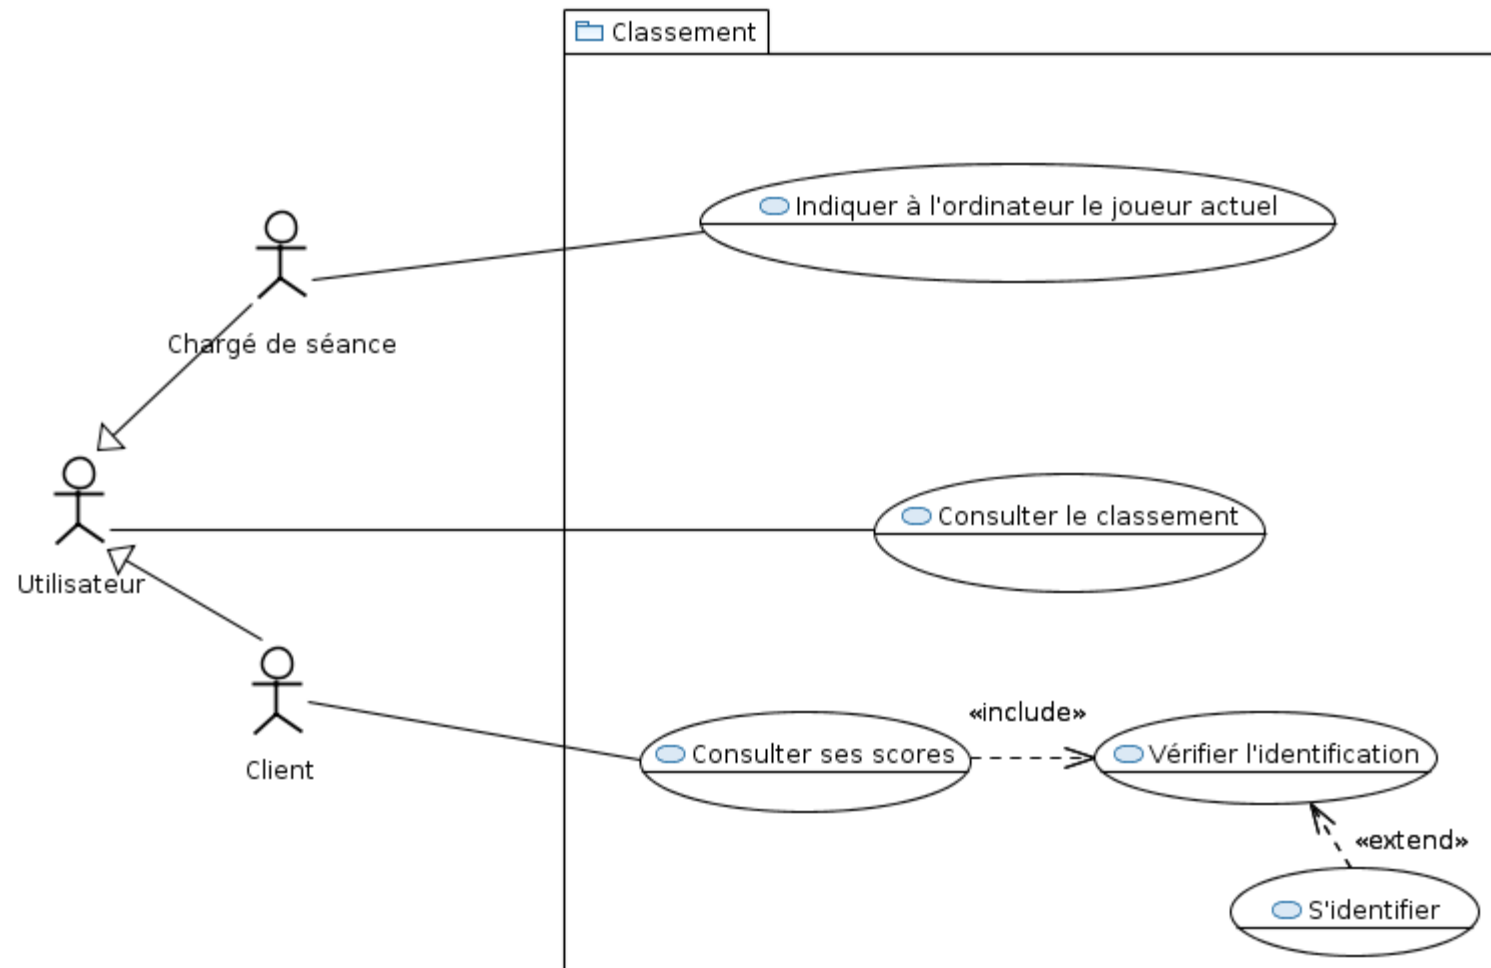 Classement
Indiquer à l'ordinateur le joueur actuel
Chargé de séance
Consulter le classement
Utilisateur
«include»
Consulter ses scores
Vérifier l'identification
Client
«extend»
S'identifier